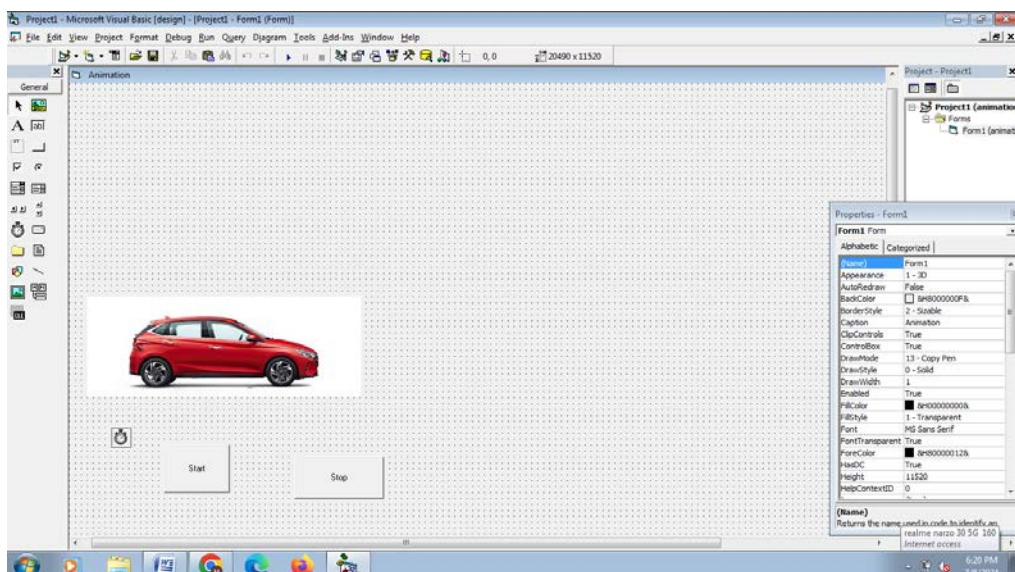 Project1 - Microsoft Visual Basic [design] - [Project1 - Form1 (Form)]
File Edit View Project Format Debug Run Query Diagram Tools Add-Ins Window Help
0, 0
20490 x 11520
General
Animation
Start
Stop
Project - Project1
Project1 (animation
Forms
Form1 (animat
Properties - Form1
Form1 Form
Alphabetic Categorized
(Name) Form1
Appearance 1 - 3D
AutoRedraw False
BackColor &H8000000F&
BorderStyle 2 - Sizable
Caption Animation
ClipControls True
ControlBox True
DrawMode 13 - Copy Pen
DrawStyle 0 - Solid
DrawWidth 1
Enabled True
FillColor &H00000000&
FillStyle 1 - Transparent
Font MS Sans Serif
FontTransparent True
ForeColor &H80000012&
HasDC True
Height 11520
HelpContextID 0
(Name)
Returns the name used in code to identify an
realme narzo 30 5G 160
Internet access
6:20 PM